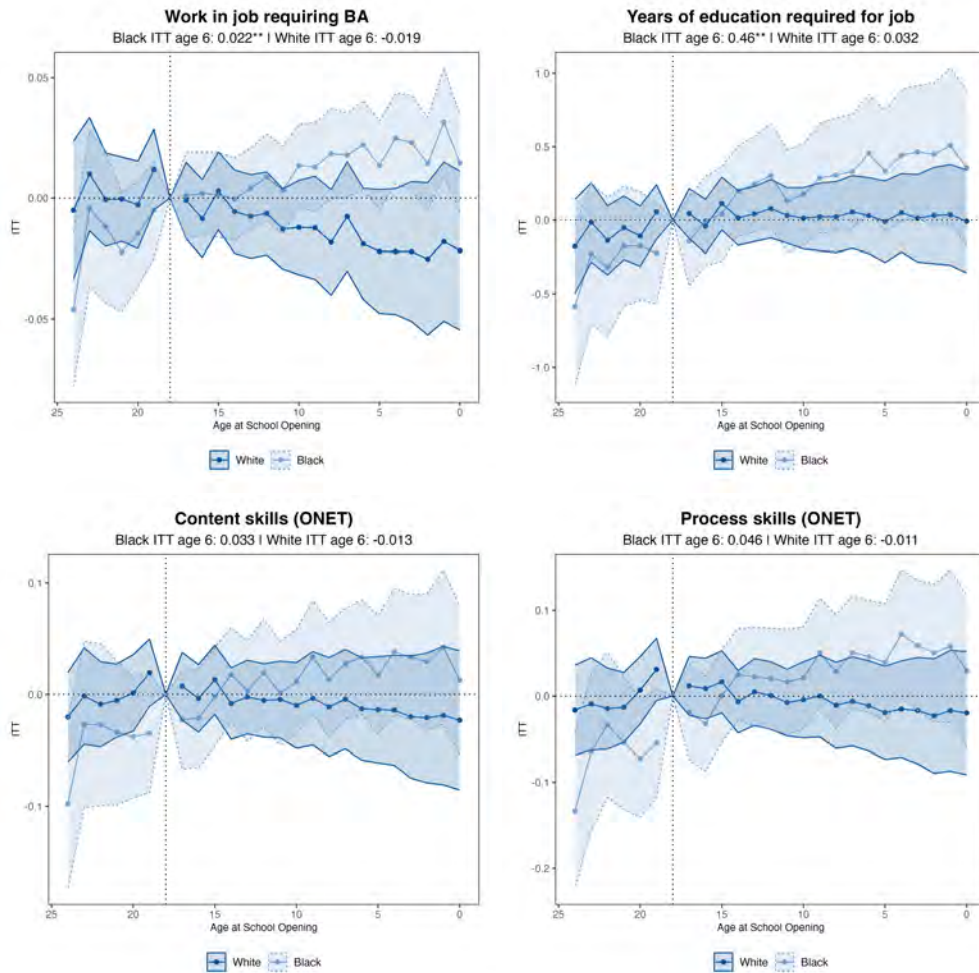 Work in job requiring BA
Black ITT age 6: 0.022** | White ITT age 6: -0.019
0.05
0.00
-0.05
ITT
25
20
15
10
5
0
Age at School Opening
White
Black
Years of education required for job
Black ITT age 6: 0.46** | White ITT age 6: 0.032
1.0
0.5
0.0
-0.5
-1.0
ITT
25
20
15
10
5
0
Age at School Opening
White
Black
Content skills (ONET)
Black ITT age 6: 0.033 | White ITT age 6: -0.013
0.1
0.0
-0.1
ITT
25
20
15
10
5
0
Age at School Opening
White
Black
Process skills (ONET)
Black ITT age 6: 0.046 | White ITT age 6: -0.011
0.1
0.0
-0.1
-0.2
ITT
25
20
15
10
5
0
Age at School Opening
White
Black